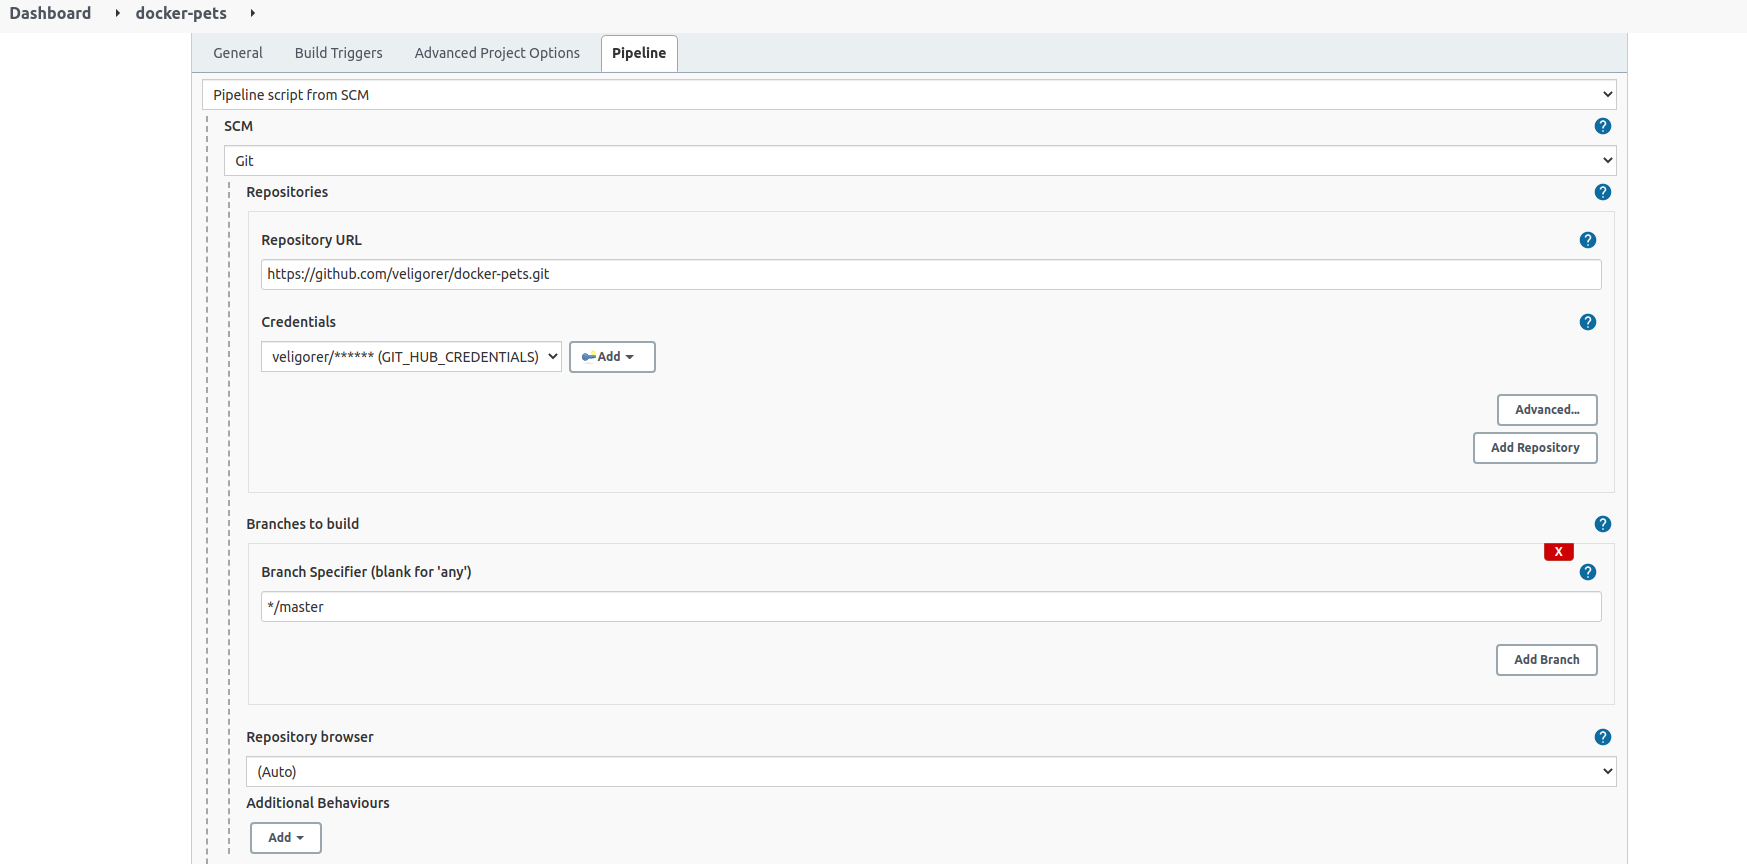 Dashboard docker-pets
General Build Triggers Advanced Project Options Pipeline
Pipeline script from SCM
SCM ?
Git
Repositories ?
Repository URL ?
https://github.com/veligorer/docker-pets.git
Credentials ?
veligorer/****** (GIT_HUB_CREDENTIALS) Add
Advanced...
Add Repository
Branches to build ?
X
Branch Specifier (blank for 'any') ?
*/master
Add Branch
Repository browser ?
(Auto)
Additional Behaviours
Add